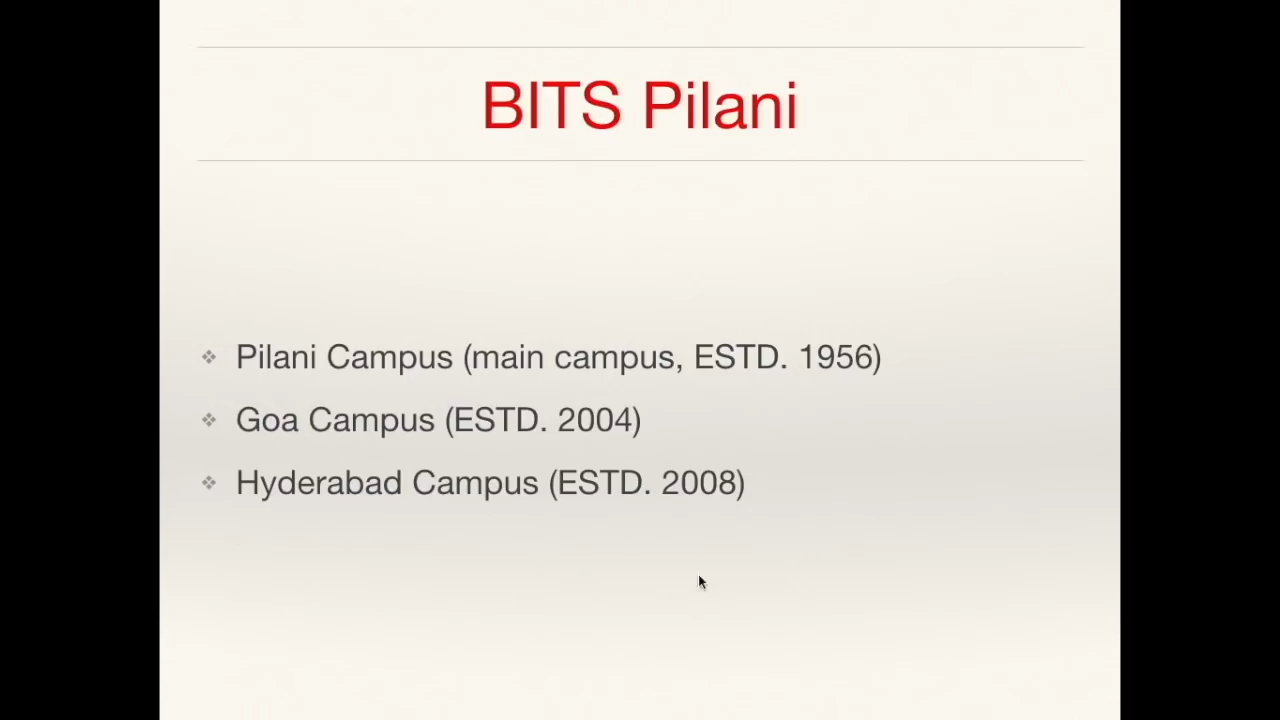 BITS Pilani
Pilani Campus (main campus, ESTD. 1956)
Goa Campus (ESTD. 2004)
Hyderabad Campus (ESTD. 2008)